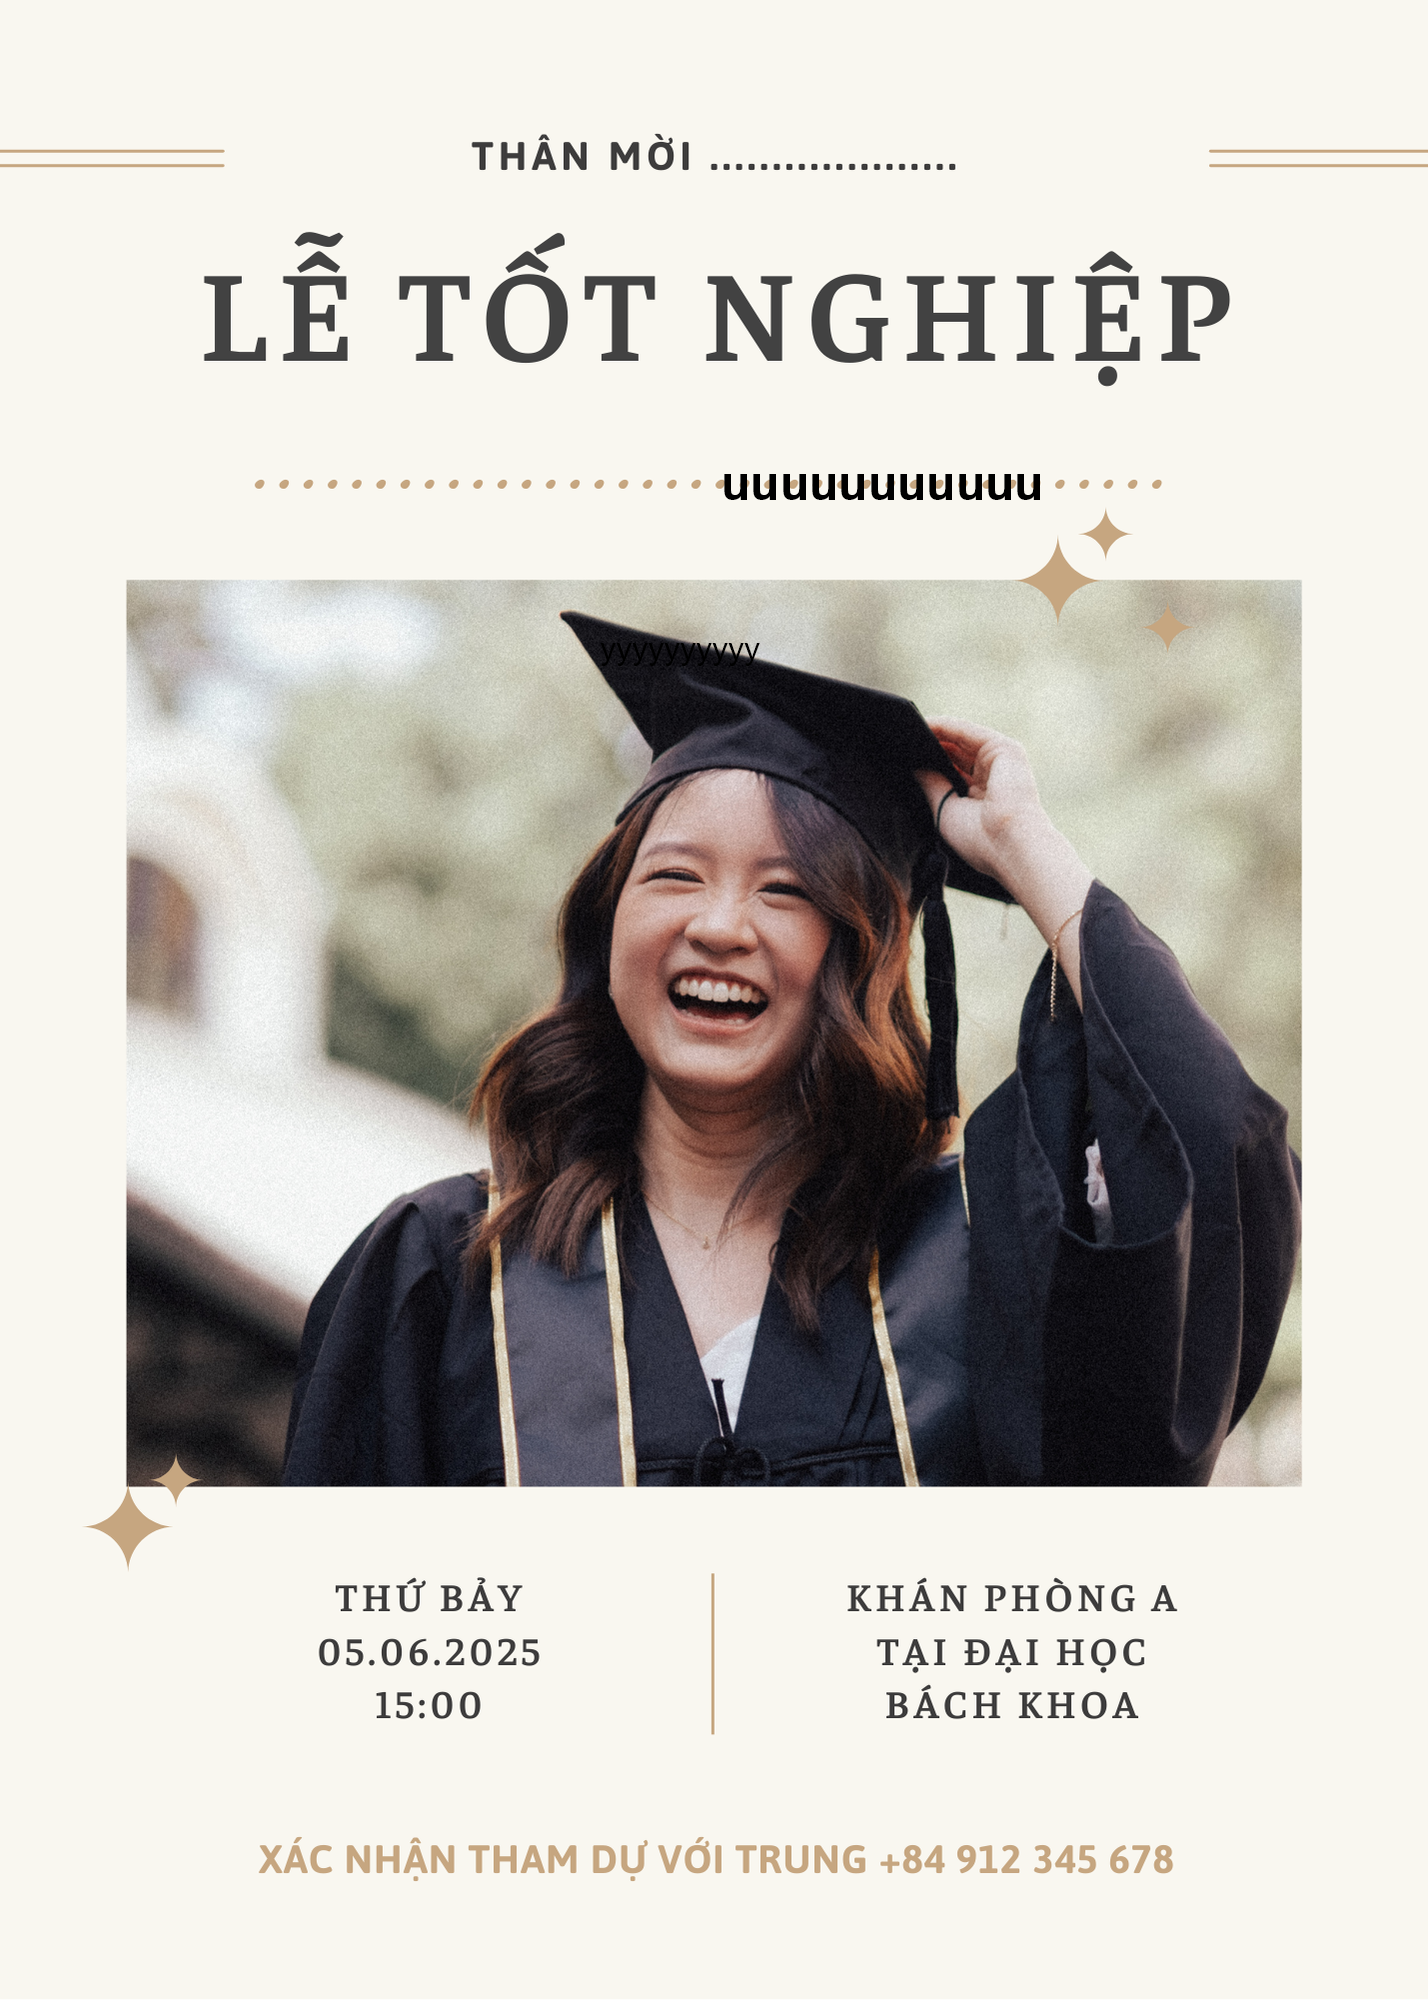 THÂN MỜI ....................
LỄ TỐT NGHIỆP
uuuuuuuuuuu
yyyyyyyyyy
THỨ BẢY
05.06.2025
15:00
KHÁN PHÒNG A
TẠI ĐẠI HỌC
BÁCH KHOA
XÁC NHẬN THAM DỰ VỚI TRUNG +84 912 345 678